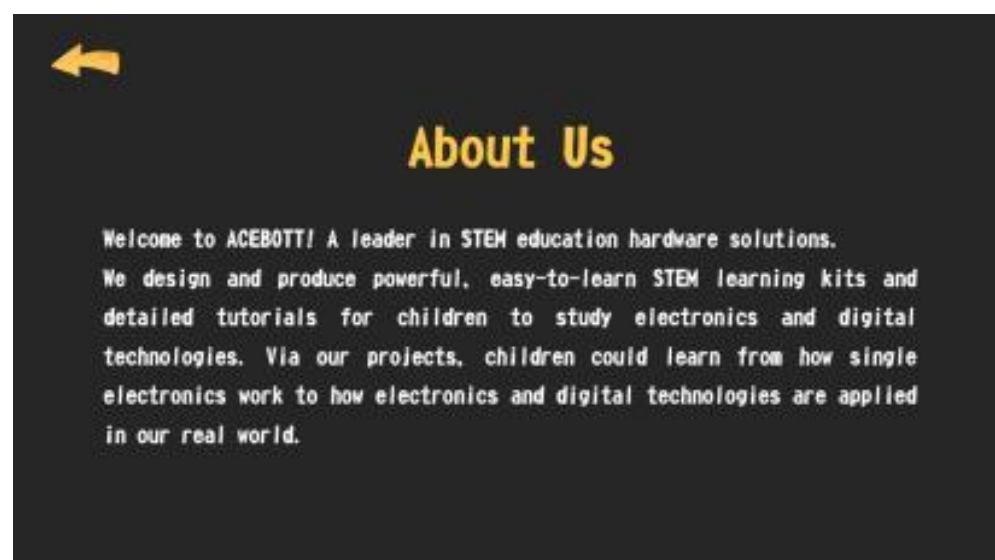 About Us
Welcome to ACEBOTT! A leader in STEM education hardware solutions.
We design and produce powerful, easy-to-learn STEM learning kits and
detailed tutorials for children to study electronics and digital
technologies. Via our projects, children could learn from how single
electronics work to how electronics and digital technologies are applied
in our real world.